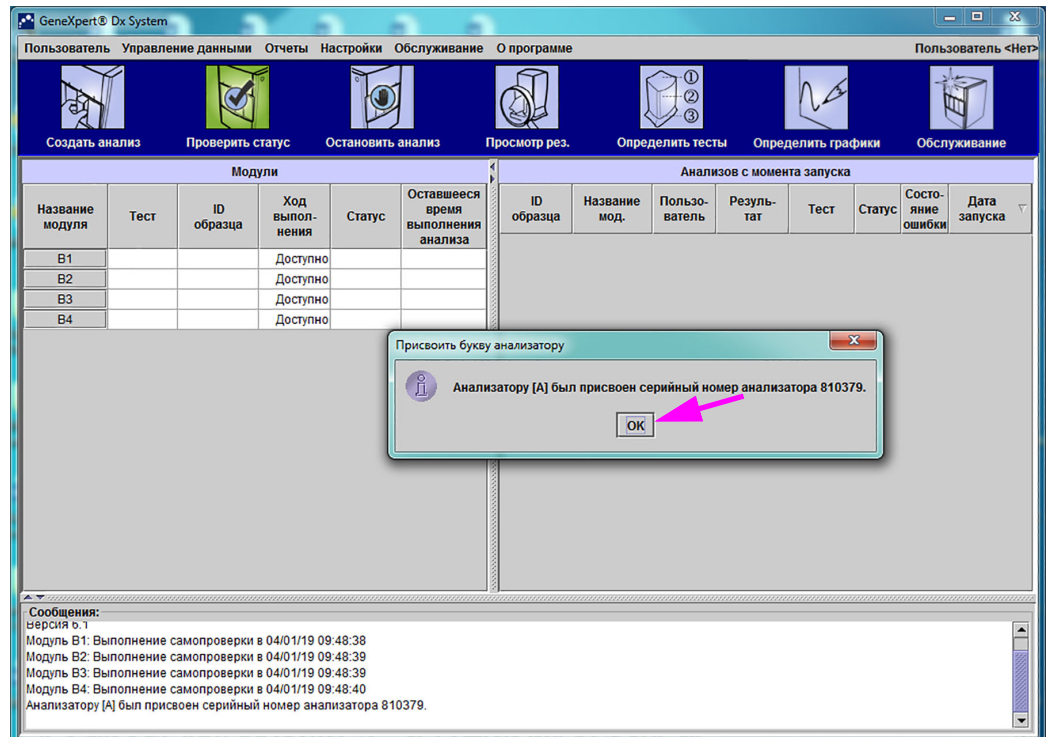 GeneXpert® Dx System
Пользователь Управление данными Отчеты Настройки Обслуживание О программе Пользователь <Нет>
① ② ③
Создать анализ Проверить статус Остановить анализ Просмотр рез. Определить тесты Определить графики Обслуживание
Модули
Название модуля Тест ID образца Ход выпол- нения Статус Оставшееся время выполнения анализа
B1 Доступно
B2 Доступно
B3 Доступно
B4 Доступно
Анализов с момента запуска
ID образца Название мод. Пользо- ватель Резуль- тат Тест Статус Состо- яние ошибки Дата запуска
Присвоить букву анализатору
Анализатору [A] был присвоен серийный номер анализатора 810379.
OK
Сообщения:
Версия 6.1
Модуль B1: Выполнение самопроверки в 04/01/19 09:48:38
Модуль B2: Выполнение самопроверки в 04/01/19 09:48:39
Модуль B3: Выполнение самопроверки в 04/01/19 09:48:39
Модуль B4: Выполнение самопроверки в 04/01/19 09:48:40
Анализатору [A] был присвоен серийный номер анализатора 810379.